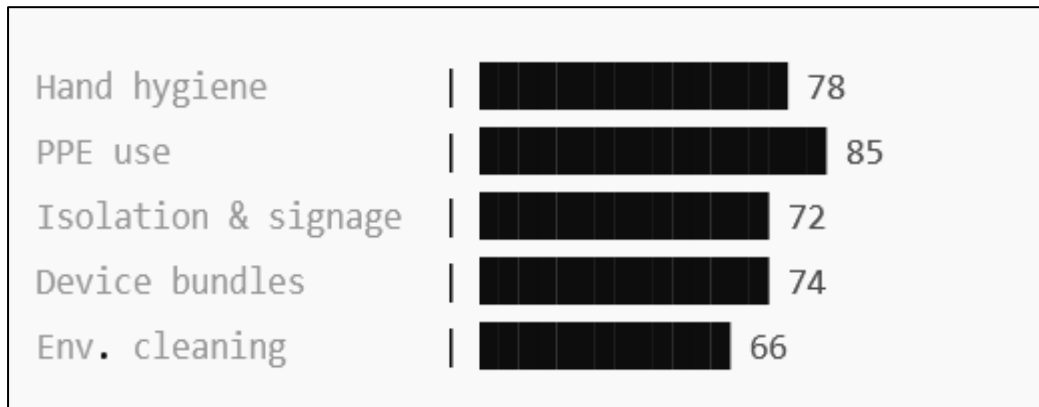 Hand hygiene | 78
PPE use | 85
Isolation & signage | 72
Device bundles | 74
Env. cleaning | 66